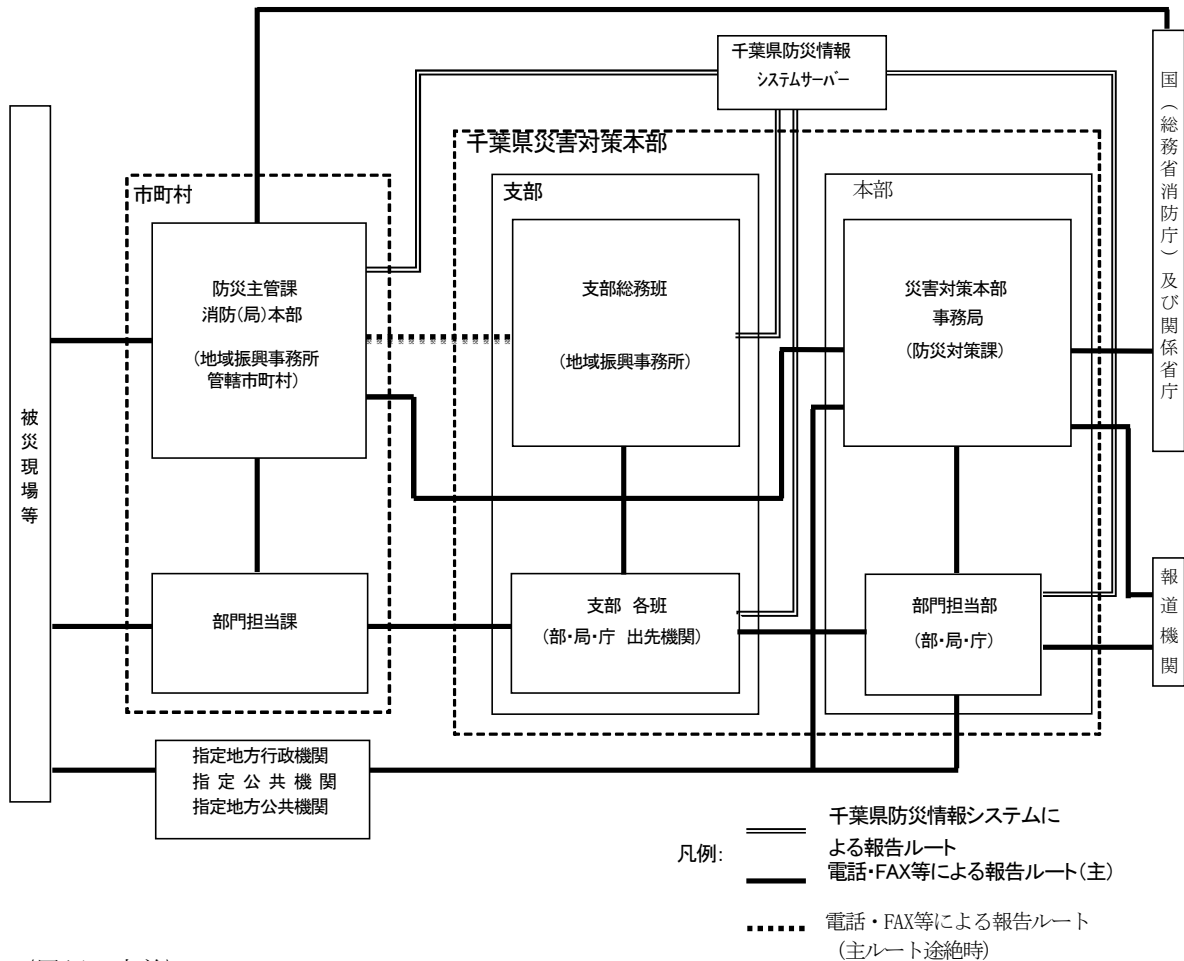 千葉県防災情報
システムサーバー
国（総務省消防庁）及び関係省庁
千葉県災害対策本部
市町村
支部
本部
防災主管課
消防(局)本部
(地域振興事務所
管轄市町村)
支部総務班
(地域振興事務所)
災害対策本部
事務局
(防災対策課)
被災現場等
部門担当課
支部 各班
(部・局・庁 出先機関)
部門担当部
(部・局・庁)
報道機関
指定地方行政機関
指 定 公 共 機 関
指定地方公共機関
凡例:
千葉県防災情報システムに
よる報告ルート
電話・FAX等による報告ルート(主)
電話・FAX等による報告ルート
(主ルート途絶時)